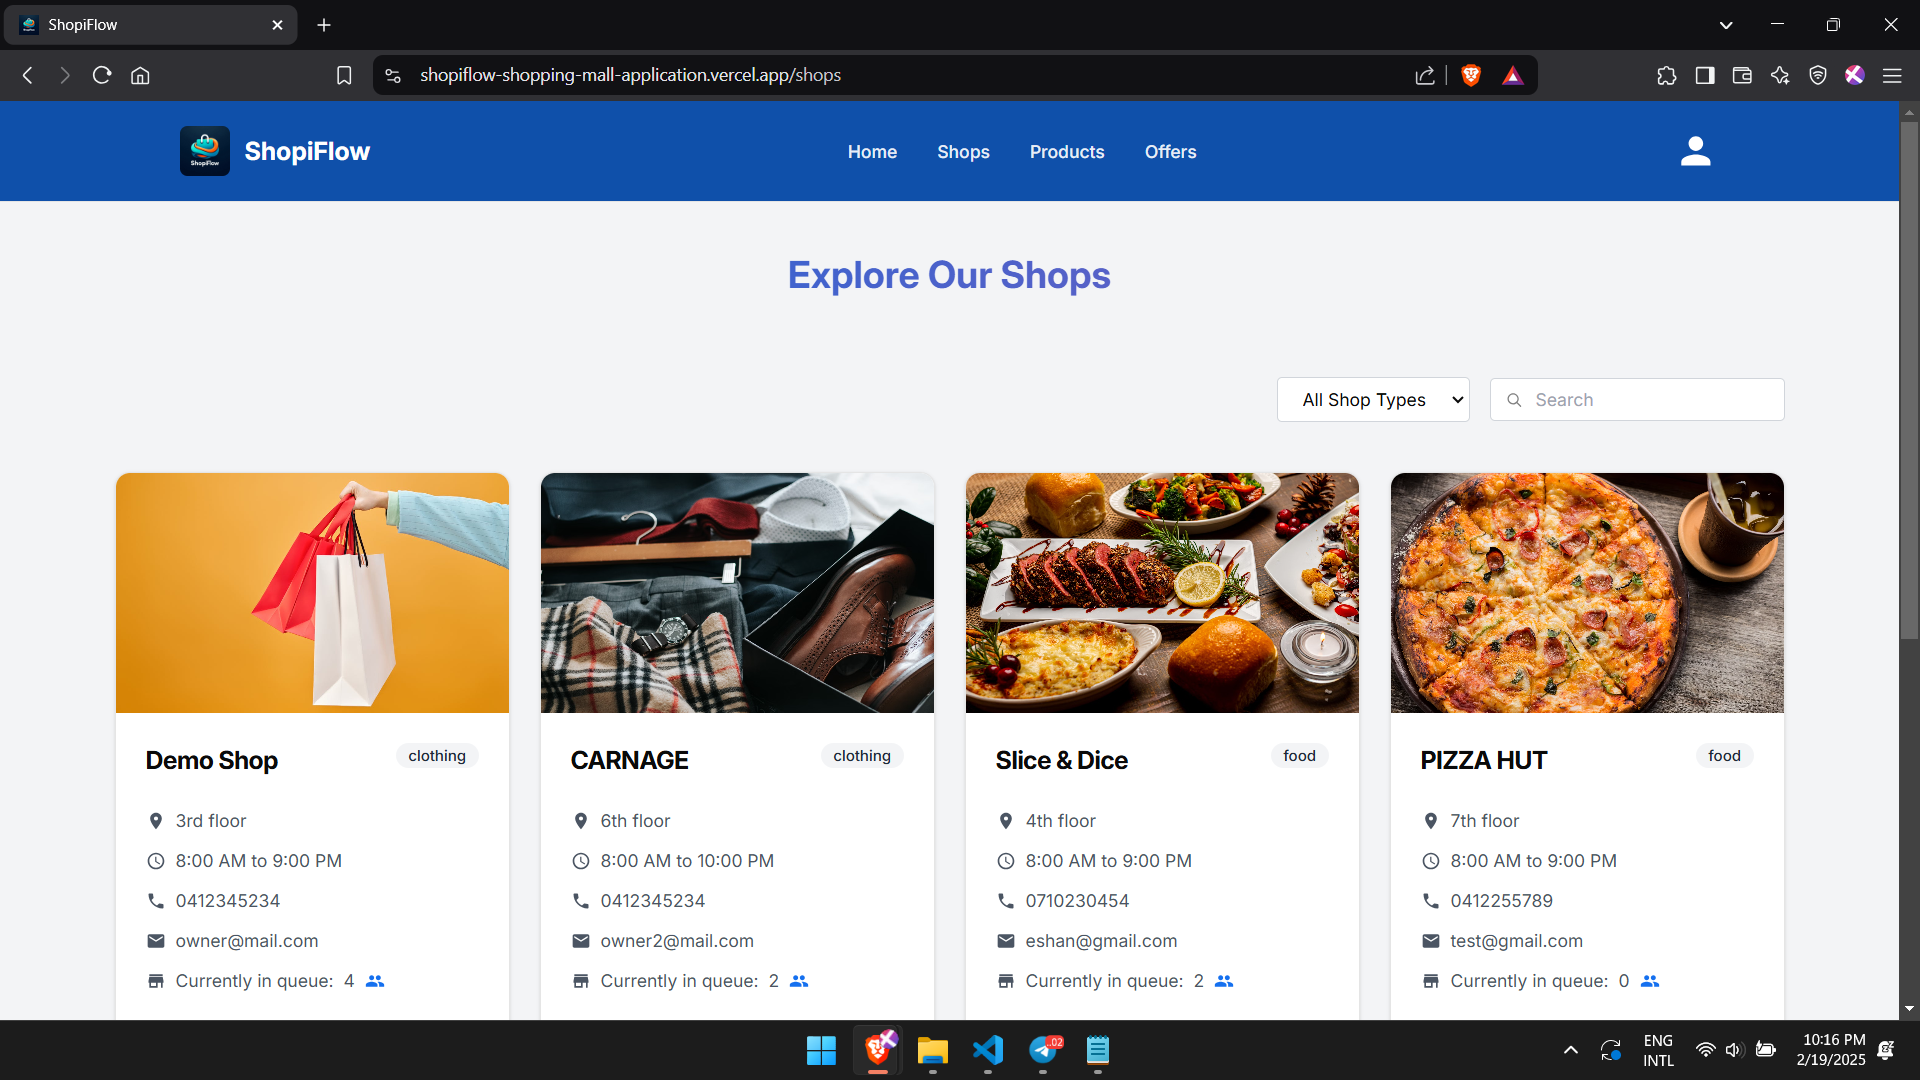 ShopiFlow
shopiflow-shopping-mall-application.vercel.app/shops
ShopiFlow
ShopiFlow
Home
Shops
Products
Offers
Explore Our Shops
All Shop Types
Search
Demo Shop
clothing
3rd floor
8:00 AM to 9:00 PM
0412345234
owner@mail.com
Currently in queue: 4
CARNAGE
clothing
6th floor
8:00 AM to 10:00 PM
0412345234
owner2@mail.com
Currently in queue: 2
Slice & Dice
food
4th floor
8:00 AM to 9:00 PM
0710230454
eshan@gmail.com
Currently in queue: 2
PIZZA HUT
food
7th floor
8:00 AM to 9:00 PM
0412255789
test@gmail.com
Currently in queue: 0
..02
ENG
INTL
10:16 PM
2/19/2025